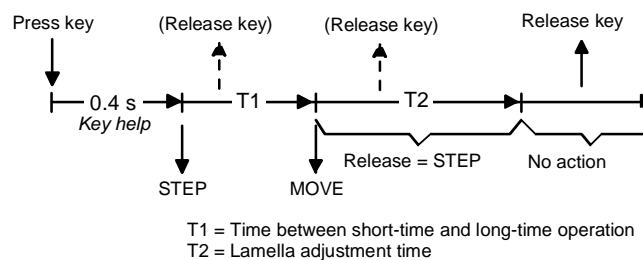 Press key
(Release key)
(Release key)
Release key
0.4 s
T1
T2
Key help
Release = STEP
No action
STEP
MOVE
T1 = Time between short-time and long-time operation
T2 = Lamella adjustment time